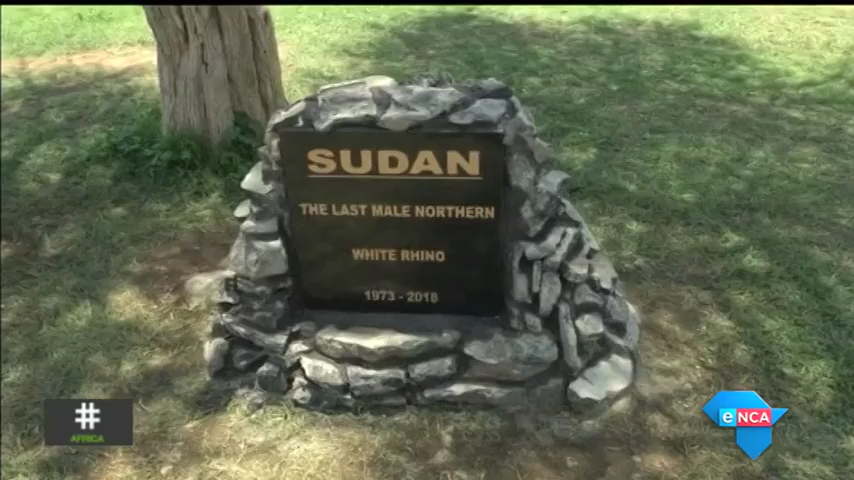 SUDAN
THE LAST MALE NORTHERN
WHITE RHINO
1973 - 2018
#
AFRICA
eNCA